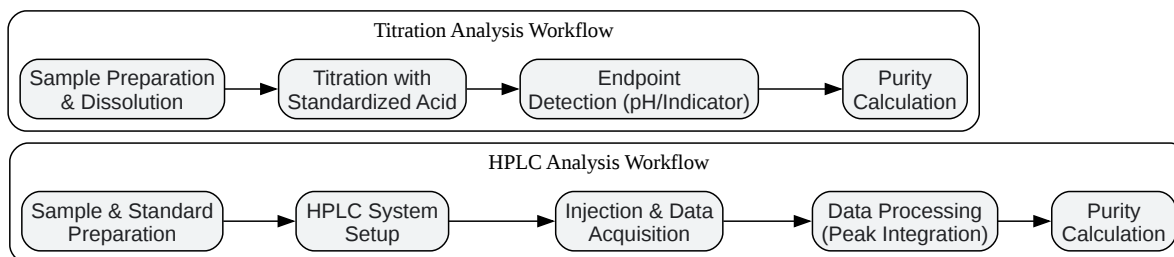 Titration Analysis Workflow
Sample Preparation
& Dissolution
Titration with
Standardized Acid
Endpoint
Detection (pH/Indicator)
Purity
Calculation
HPLC Analysis Workflow
Sample & Standard
Preparation
HPLC System
Setup
Injection & Data
Acquisition
Data Processing
(Peak Integration)
Purity
Calculation